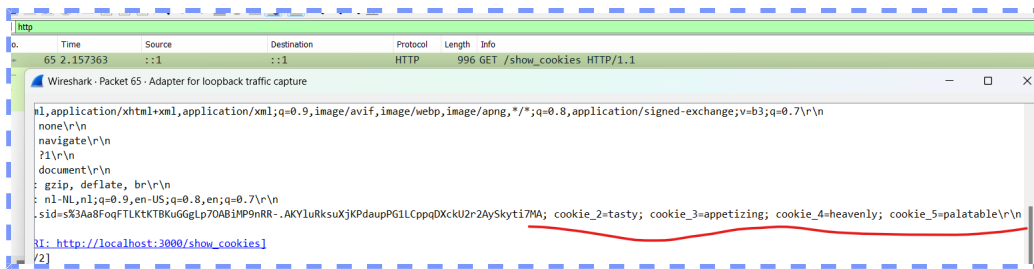 http
o. Time Source Destination Protocol Length Info
65 2.157363 ::1 ::1 HTTP 996 GET /show_cookies HTTP/1.1
Wireshark · Packet 65 · Adapter for loopback traffic capture
ml,application/xhtml+xml,application/xml;q=0.9,image/avif,image/webp,image/apng,*/*;q=0.8,application/signed-exchange;v=b3;q=0.7\r\n
none\r\n
navigate\r\n
?1\r\n
document\r\n
: gzip, deflate, br\r\n
: nl-NL,nl;q=0.9,en-US;q=0.8,en;q=0.7\r\n
.sid=s%3Aa8FoqFTLKtKTBKuGGgLp7OABiMP9nRR-.AKYluRksuXjKPdaupPG1LCppqDXckU2r2AySkyti7MA; cookie_2=tasty; cookie_3=appetizing; cookie_4=heavenly; cookie_5=palatable\r\n
RI: http://localhost:3000/show_cookies]
/2]